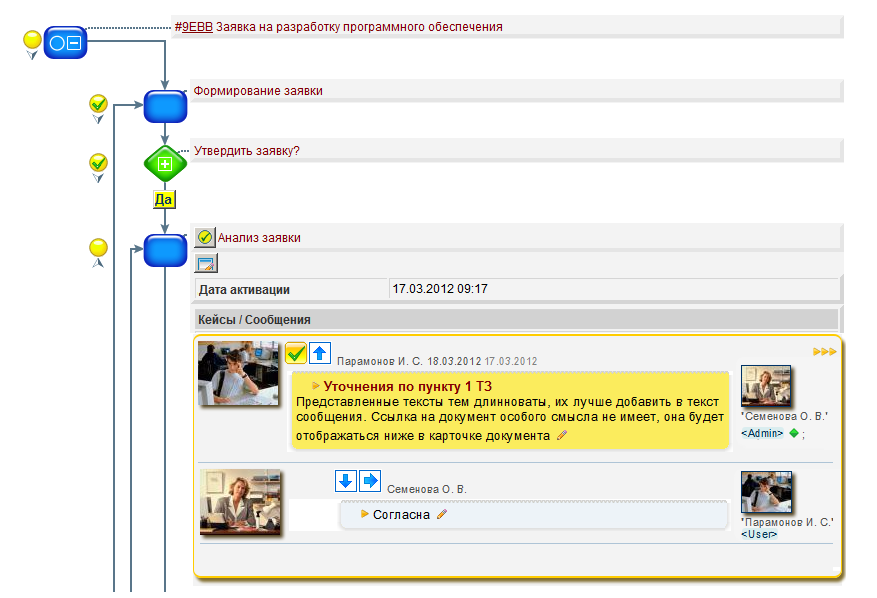 #9EBB Заявка на разработку программного обеспечения
Формирование заявки
Утвердить заявку?
Да
Анализ заявки
Дата активации 17.03.2012 09:17
Кейсы / Сообщения
Парамонов И. С. 18.03.2012 17.03.2012
Уточнения по пункту 1 ТЗ
Представленные тексты тем длинноваты, их лучше добавить в текст
сообщения. Ссылка на документ особого смысла не имеет, она будет
отображаться ниже в карточке документа
"Семенова О. В."
<Admin> ;
Семенова О. В.
Согласна
"Парамонов И. С."
<User>